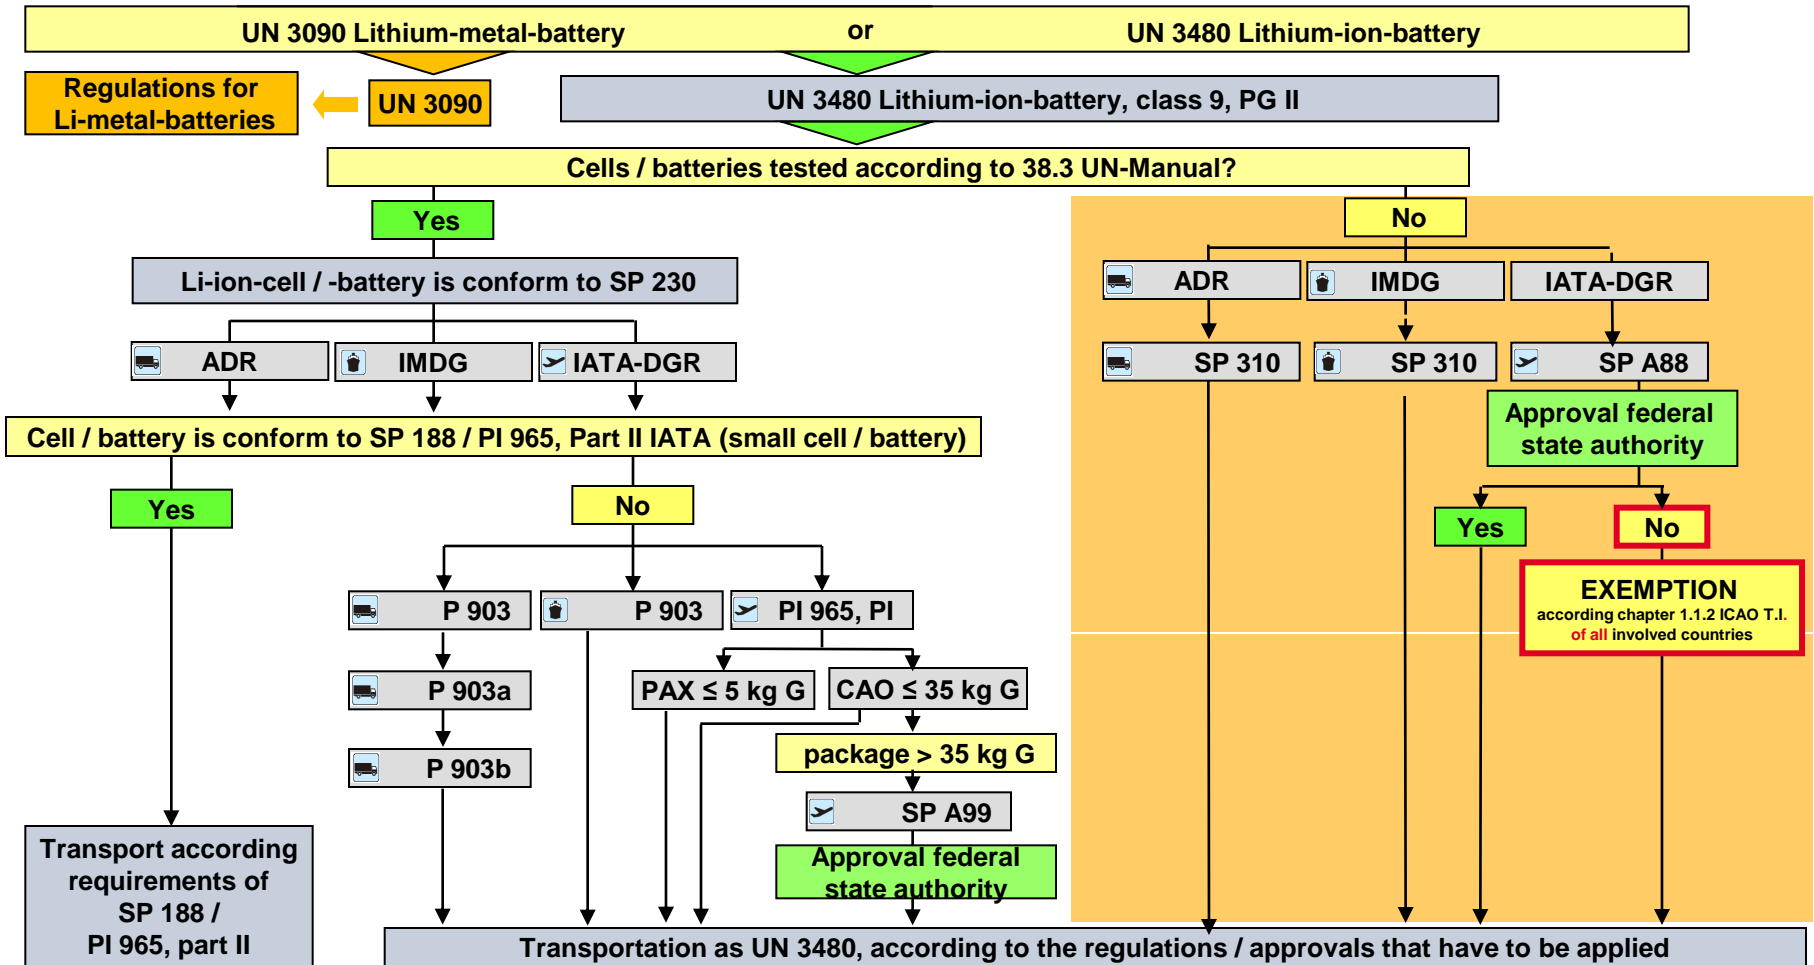 UN 3090 Lithium-metal-battery or UN 3480 Lithium-ion-battery
Regulations for
Li-metal-batteries
UN 3090
UN 3480 Lithium-ion-battery, class 9, PG II
Cells / batteries tested according to 38.3 UN-Manual?
Yes
No
Li-ion-cell / -battery is conform to SP 230
ADR
IMDG
IATA-DGR
ADR
IMDG
IATA-DGR
SP 310
SP 310
SP A88
Approval federal
state authority
Cell / battery is conform to SP 188 / PI 965, Part II IATA (small cell / battery)
Yes
No
Yes
No
EXEMPTION
according chapter 1.1.2 ICAO T.I.
of all involved countries
P 903
P 903
PI 965, PI
P 903a
PAX ≤ 5 kg G
CAO ≤ 35 kg G
P 903b
package > 35 kg G
SP A99
Approval federal
state authority
Transport according
requirements of
SP 188 /
PI 965, part II
Transportation as UN 3480, according to the regulations / approvals that have to be applied